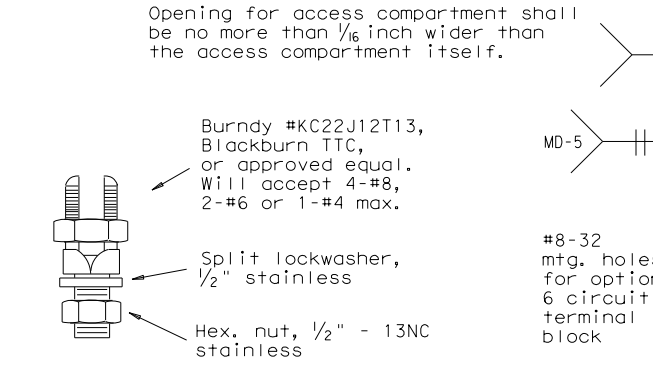 Opening for access compartment shall
be no more than 1/16 inch wider than
the access compartment itself.
Burndy #KC22J12T13,
Blackburn TTC,
or approved equal.
Will accept 4-#8,
2-#6 or 1-#4 max.
Split lockwasher,
1/2" stainless
Hex. nut, 1/2" - 13NC
stainless
MD-5
#8-32
mtg. holes
for option
6 circuit
terminal
block